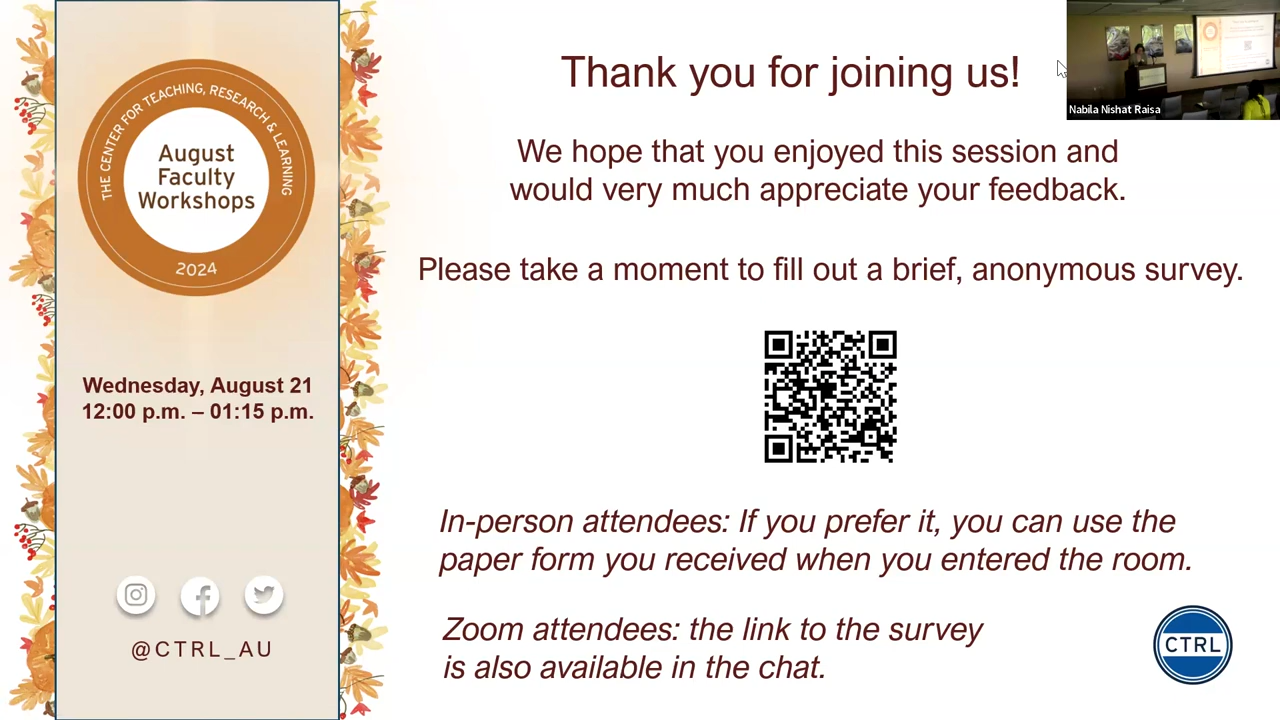 THE CENTER FOR TEACHING, RESEARCH & LEARNING
August
Faculty
Workshops
2024
Wednesday, August 21
12:00 p.m. – 01:15 p.m.
@CTRL_AU
Thank you for joining us!
We hope that you enjoyed this session and
would very much appreciate your feedback.
Please take a moment to fill out a brief, anonymous survey.
In-person attendees: If you prefer it, you can use the
paper form you received when you entered the room.
Zoom attendees: the link to the survey
is also available in the chat.
CTRL
Nabila Nishat Raisa